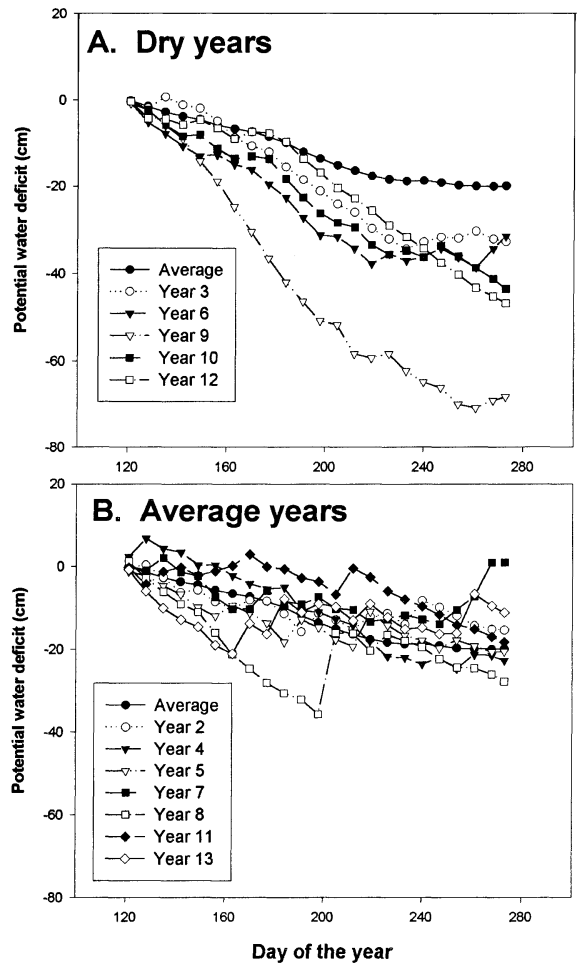 A. Dry years
20
0
-20
-40
-60
-80
Potential water deficit (cm)
Average
Year 3
Year 6
Year 9
Year 10
Year 12
120 160 200 240 280
B. Average years
20
0
-20
-40
-60
-80
Potential water deficit (cm)
Average
Year 2
Year 4
Year 5
Year 7
Year 8
Year 11
Year 13
120 160 200 240 280
Day of the year